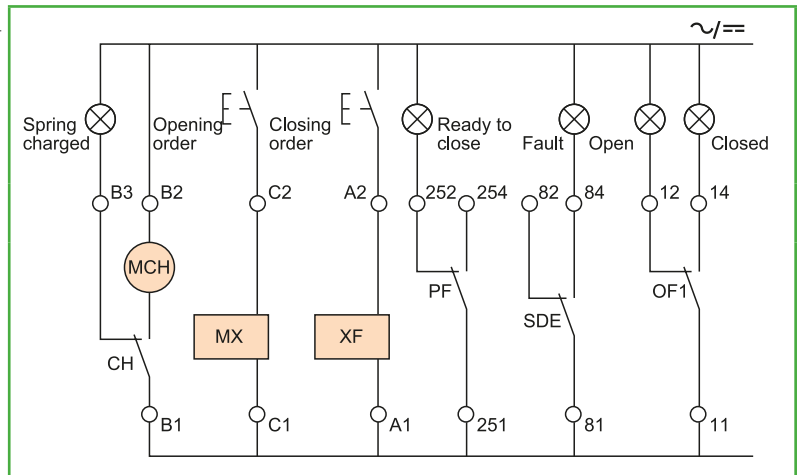 ∼/⎓
Spring
charged
Opening
order
Closing
order
Ready to
close
Fault
Open
Closed
B3
B2
C2
A2
252
254
82
84
12
14
MCH
PF
SDE
OF1
MX
XF
CH
B1
C1
A1
251
81
11